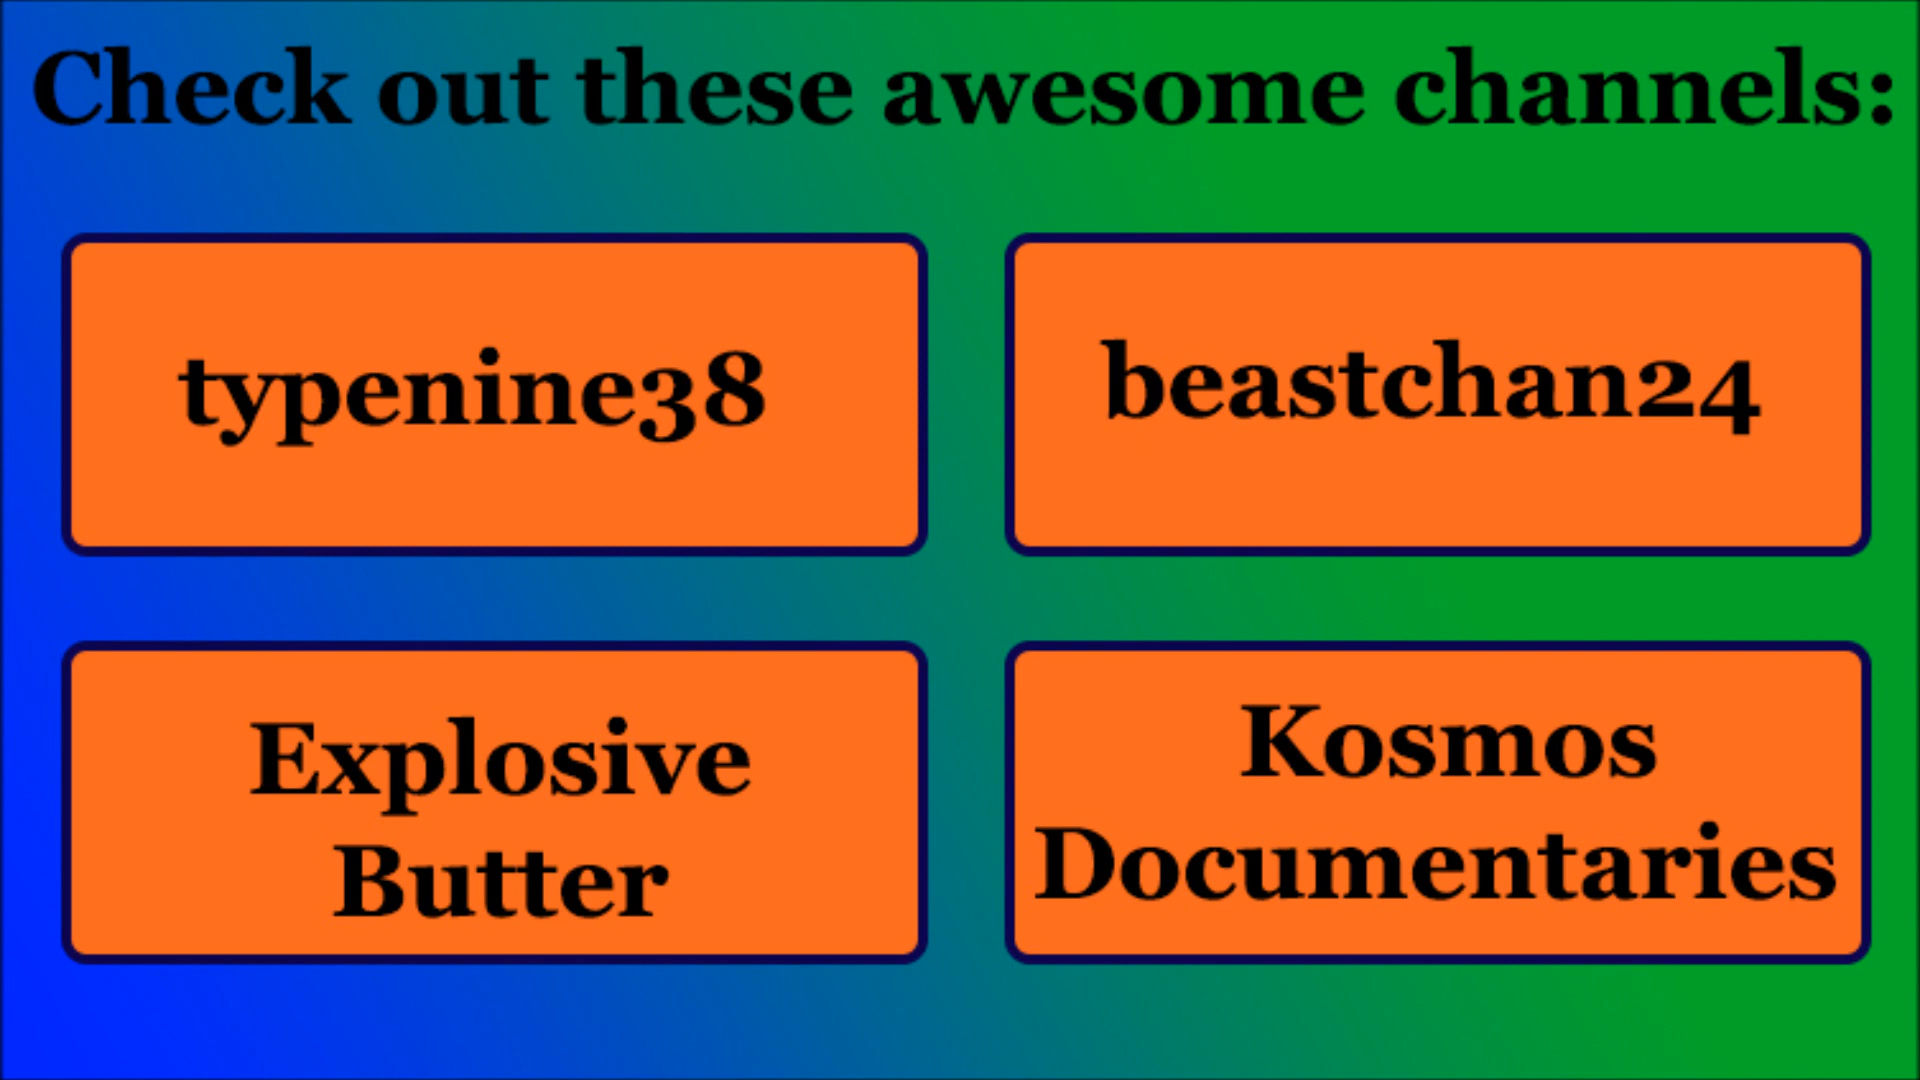 Check out these awesome channels:
typenine38
beastchan24
Explosive
Butter
Kosmos
Documentaries